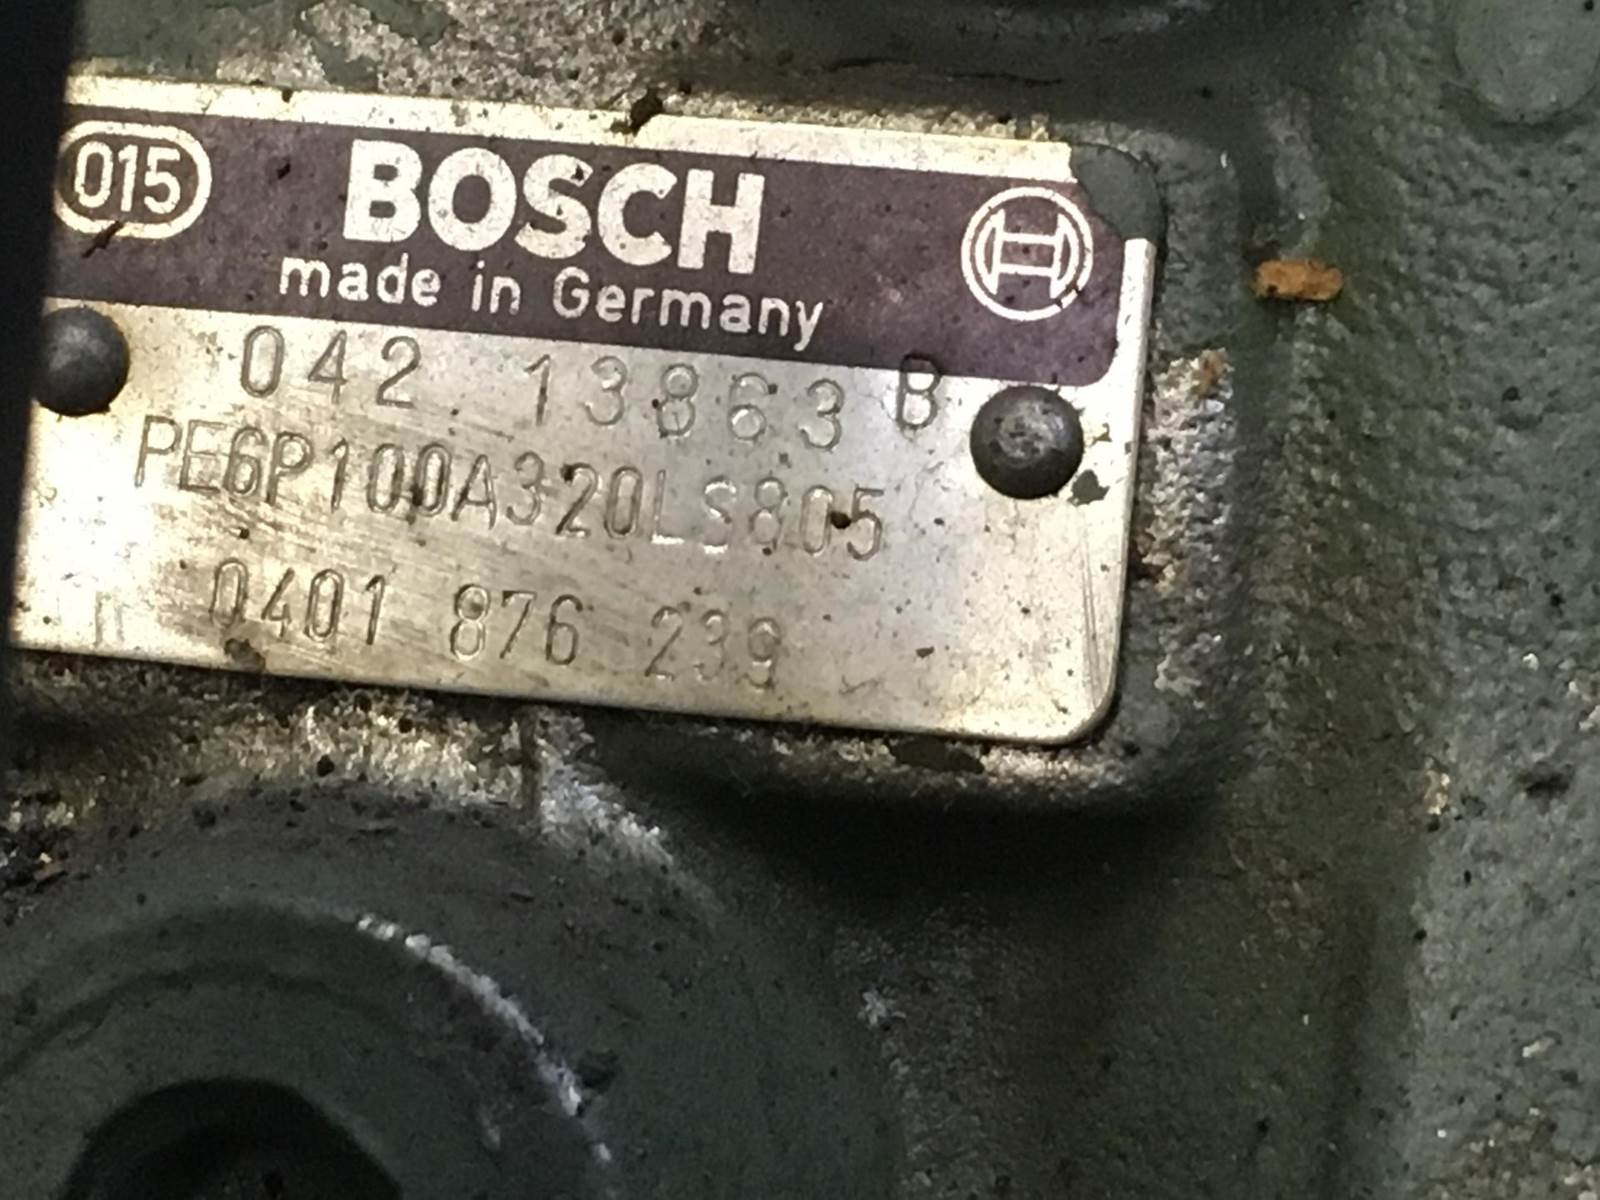 015 BOSCH
made in Germany
042 13863 B
PE6P100A320LS805
0401 876 239